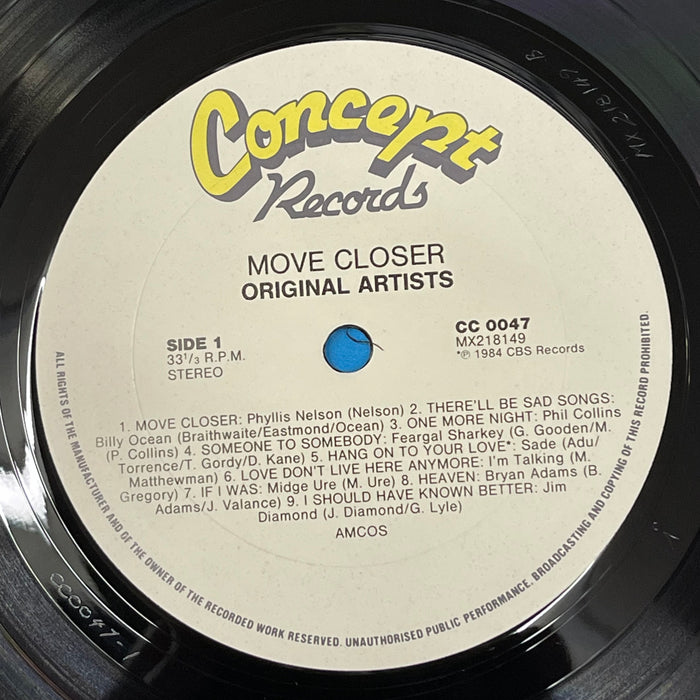 Concept
Records
MOVE CLOSER
ORIGINAL ARTISTS
SIDE 1
33 1/3 R.P.M.
STEREO
CC 0047
MX218149
*℗ 1984 CBS Records
1. MOVE CLOSER: Phyllis Nelson (Nelson) 2. THERE'LL BE SAD SONGS:
Billy Ocean (Braithwaite/Eastmond/Ocean) 3. ONE MORE NIGHT: Phil Collins
(P. Collins) 4. SOMEONE TO SOMEBODY: Feargal Sharkey (G. Gooden/M.
Torrence/T. Gordy/D. Kane) 5. HANG ON TO YOUR LOVE*: Sade (Adu/
Matthewman) 6. LOVE DON'T LIVE HERE ANYMORE: I'm Talking (M.
Gregory) 7. IF I WAS: Midge Ure (M. Ure) 8. HEAVEN: Bryan Adams (B.
Adams/J. Valance) 9. I SHOULD HAVE KNOWN BETTER: Jim
Diamond (J. Diamond/G. Lyle)
AMCOS
ALL RIGHTS OF THE MANUFACTURER AND OF THE OWNER OF THE RECORDED WORK RESERVED. UNAUTHORISED PUBLIC PERFORMANCE, BROADCASTING AND COPYING OF THIS RECORD PROHIBITED.
MX218149 B
CC0047-1